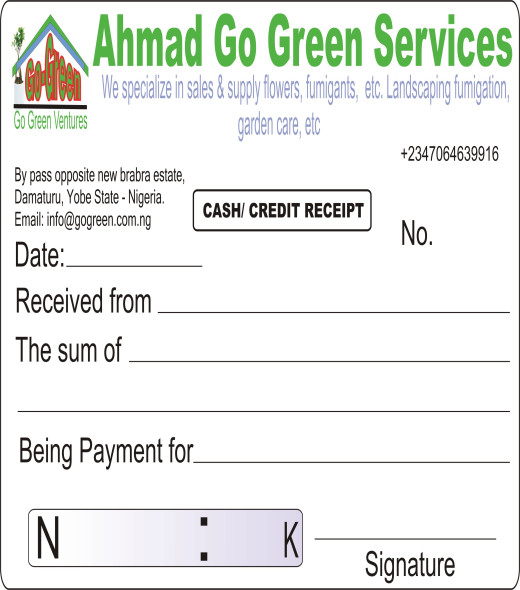 Go-Green
Go Green Ventures
Ahmad Go Green Services
We specialize in sales & supply flowers, fumigants, etc. Landscaping fumigation,
garden care, etc
+2347064639916
By pass opposite new brabra estate,
Damaturu, Yobe State - Nigeria.
Email: info@gogreen.com.ng
CASH/ CREDIT RECEIPT
No.
Date:
Received from
The sum of
Being Payment for
N : K
Signature